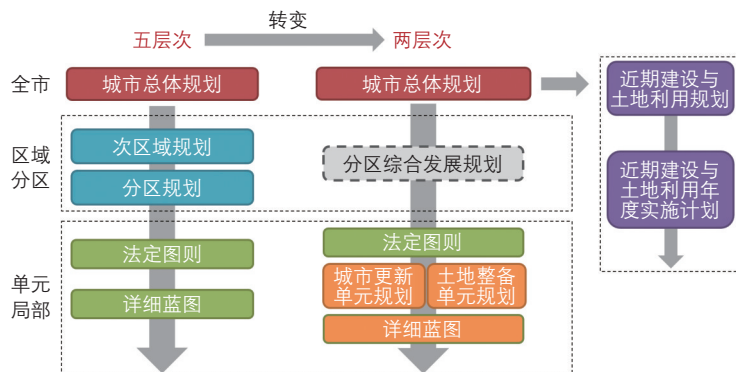 转变
五层次
两层次
全市
城市总体规划
城市总体规划
近期建设与
土地利用规划
区域
分区
次区域规划
分区规划
分区综合发展规划
近期建设与
土地利用年
度实施计划
单元
局部
法定图则
详细蓝图
法定图则
城市更新
单元规划
土地整备
单元规划
详细蓝图